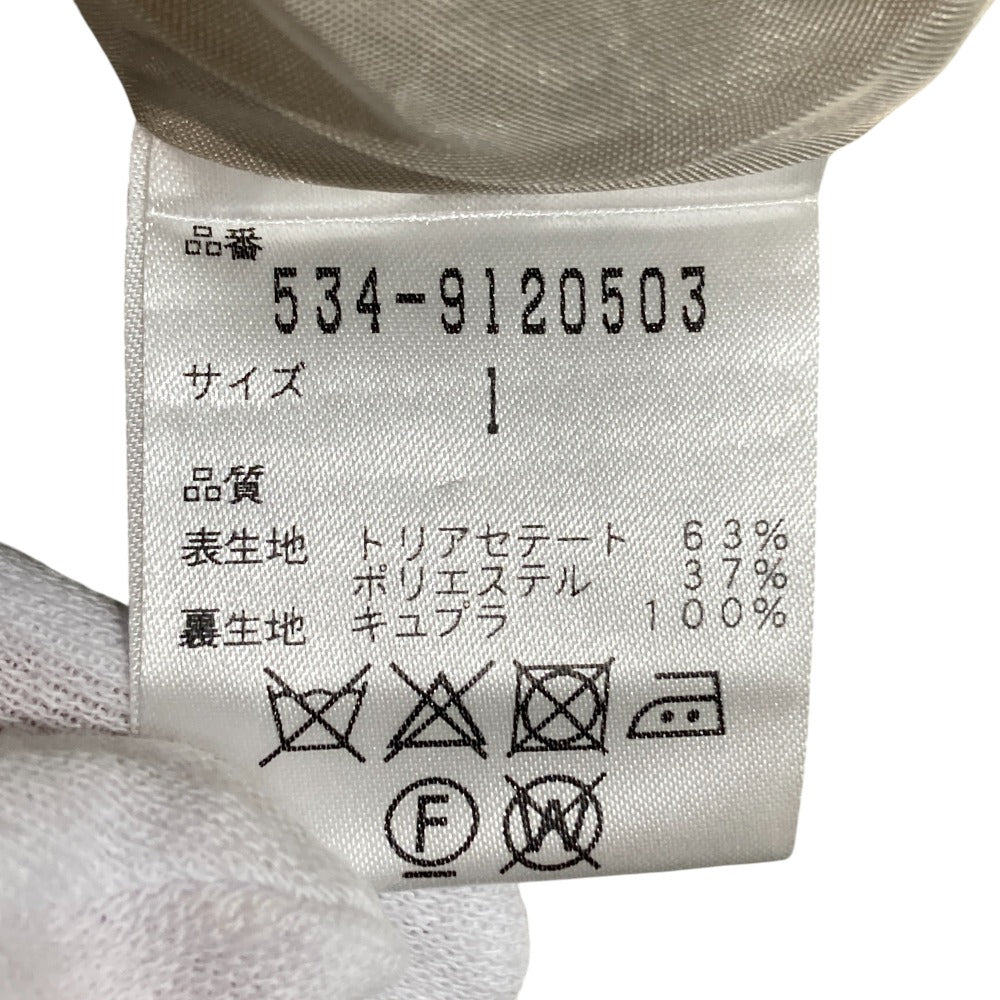 品番
534-9120503
サイズ 1
品質
表生地 トリアセテート 63%
ポリエステル 37%
裏生地 キュプラ 100%
F W